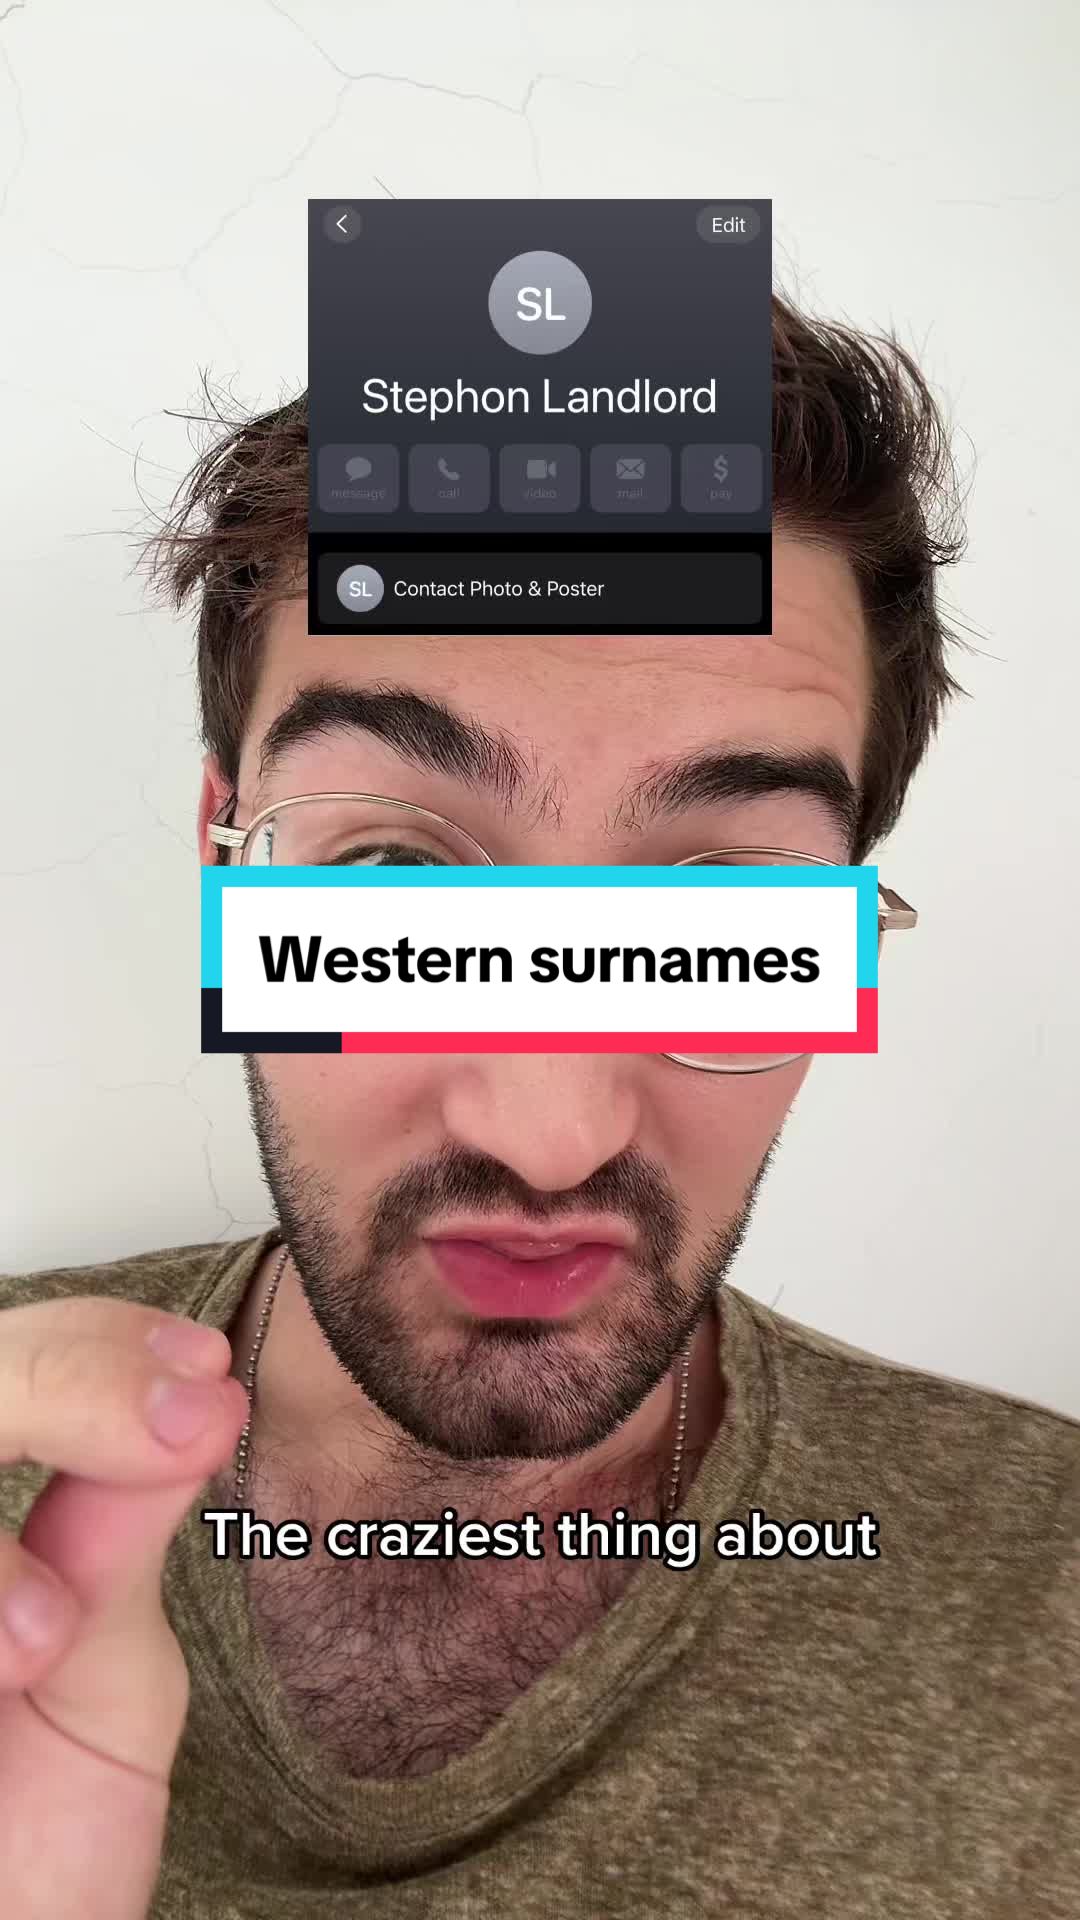 Edit
SL
Stephon Landlord
message call video mail pay
SL Contact Photo & Poster
Western surnames
The craziest thing about